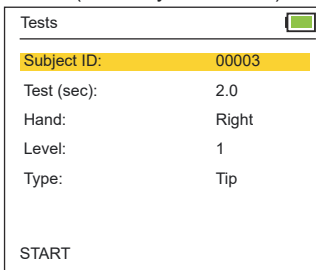 Tests
Subject ID: 00003
Test (sec): 2.0
Hand: Right
Level: 1
Type: Tip
START